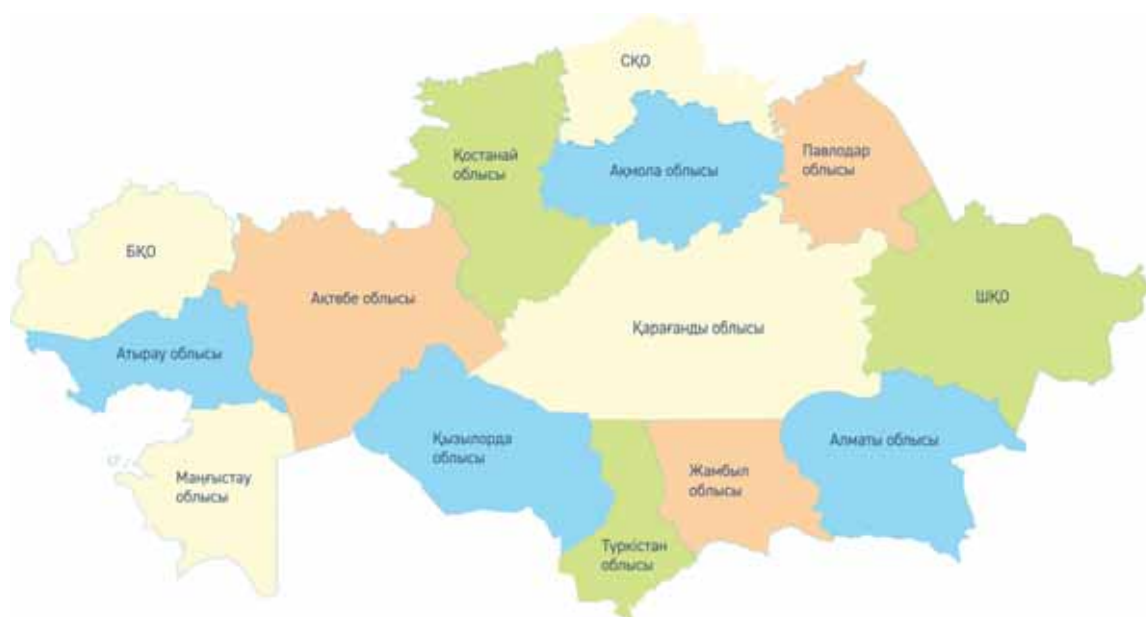 СҚО
Қостанай
облысы
Ақмола облысы
Павлодар
облысы
БҚО
Ақтөбе облысы
Қарағанды облысы
ШҚО
Атырау облысы
Қызылорда
облысы
Алматы облысы
Маңғыстау
облысы
Жамбыл
облысы
Түркістан
облысы